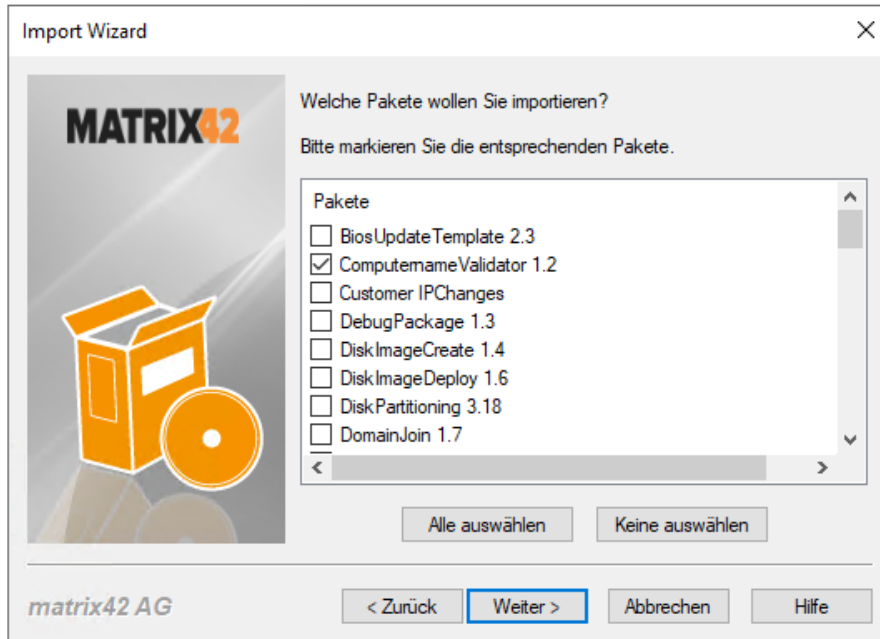 Import Wizard
MATRIX42
Welche Pakete wollen Sie importieren?
Bitte markieren Sie die entsprechenden Pakete.
Pakete
BiosUpdateTemplate 2.3
ComputernameValidator 1.2
Customer IPChanges
DebugPackage 1.3
DiskImageCreate 1.4
DiskImageDeploy 1.6
DiskPartitioning 3.18
DomainJoin 1.7
Alle auswählen Keine auswählen
matrix42 AG < Zurück Weiter > Abbrechen Hilfe